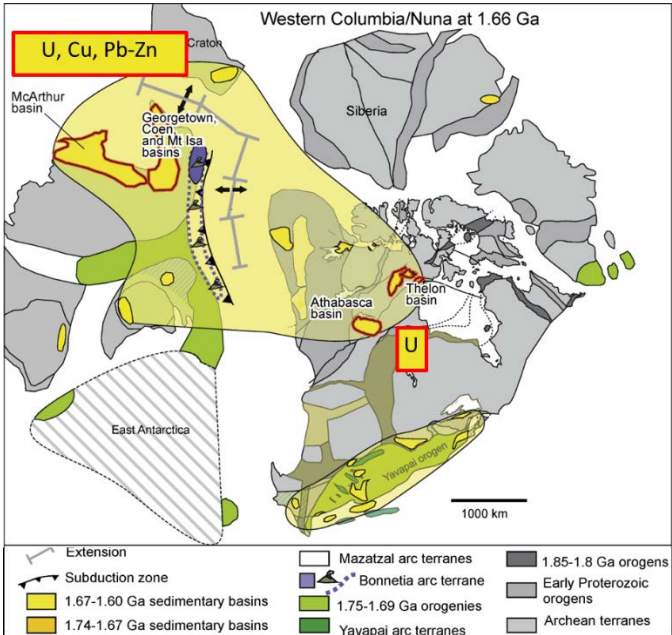 Western Columbia/Nuna at 1.66 Ga
U, Cu, Pb-Zn
Craton
McArthur
basin
Georgetown,
Coen,
and Mt Isa
basins
Siberia
Thelon
basin
Athabasca
basin
U
East Antarctica
Yavapai orogen
1000 km
Extension
Subduction zone
1.67-1.60 Ga sedimentary basins
1.74-1.67 Ga sedimentary basins
Mazatzal arc terranes
Bonnetia arc terrane
1.75-1.69 Ga orogenies
Yavapai arc terranes
1.85-1.8 Ga orogens
Early Proterozoic
orogens
Archean terranes